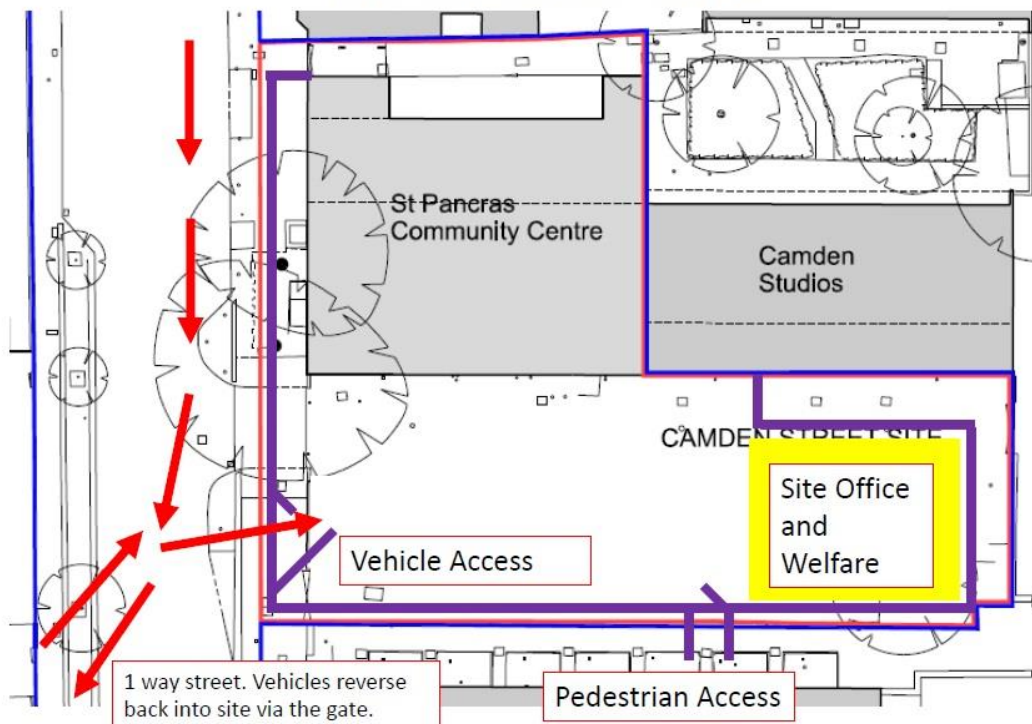 St Pancras
Community Centre
Camden
Studios
CAMDEN STREET SITE
Site Office
and
Welfare
Vehicle Access
1 way street. Vehicles reverse
back into site via the gate.
Pedestrian Access